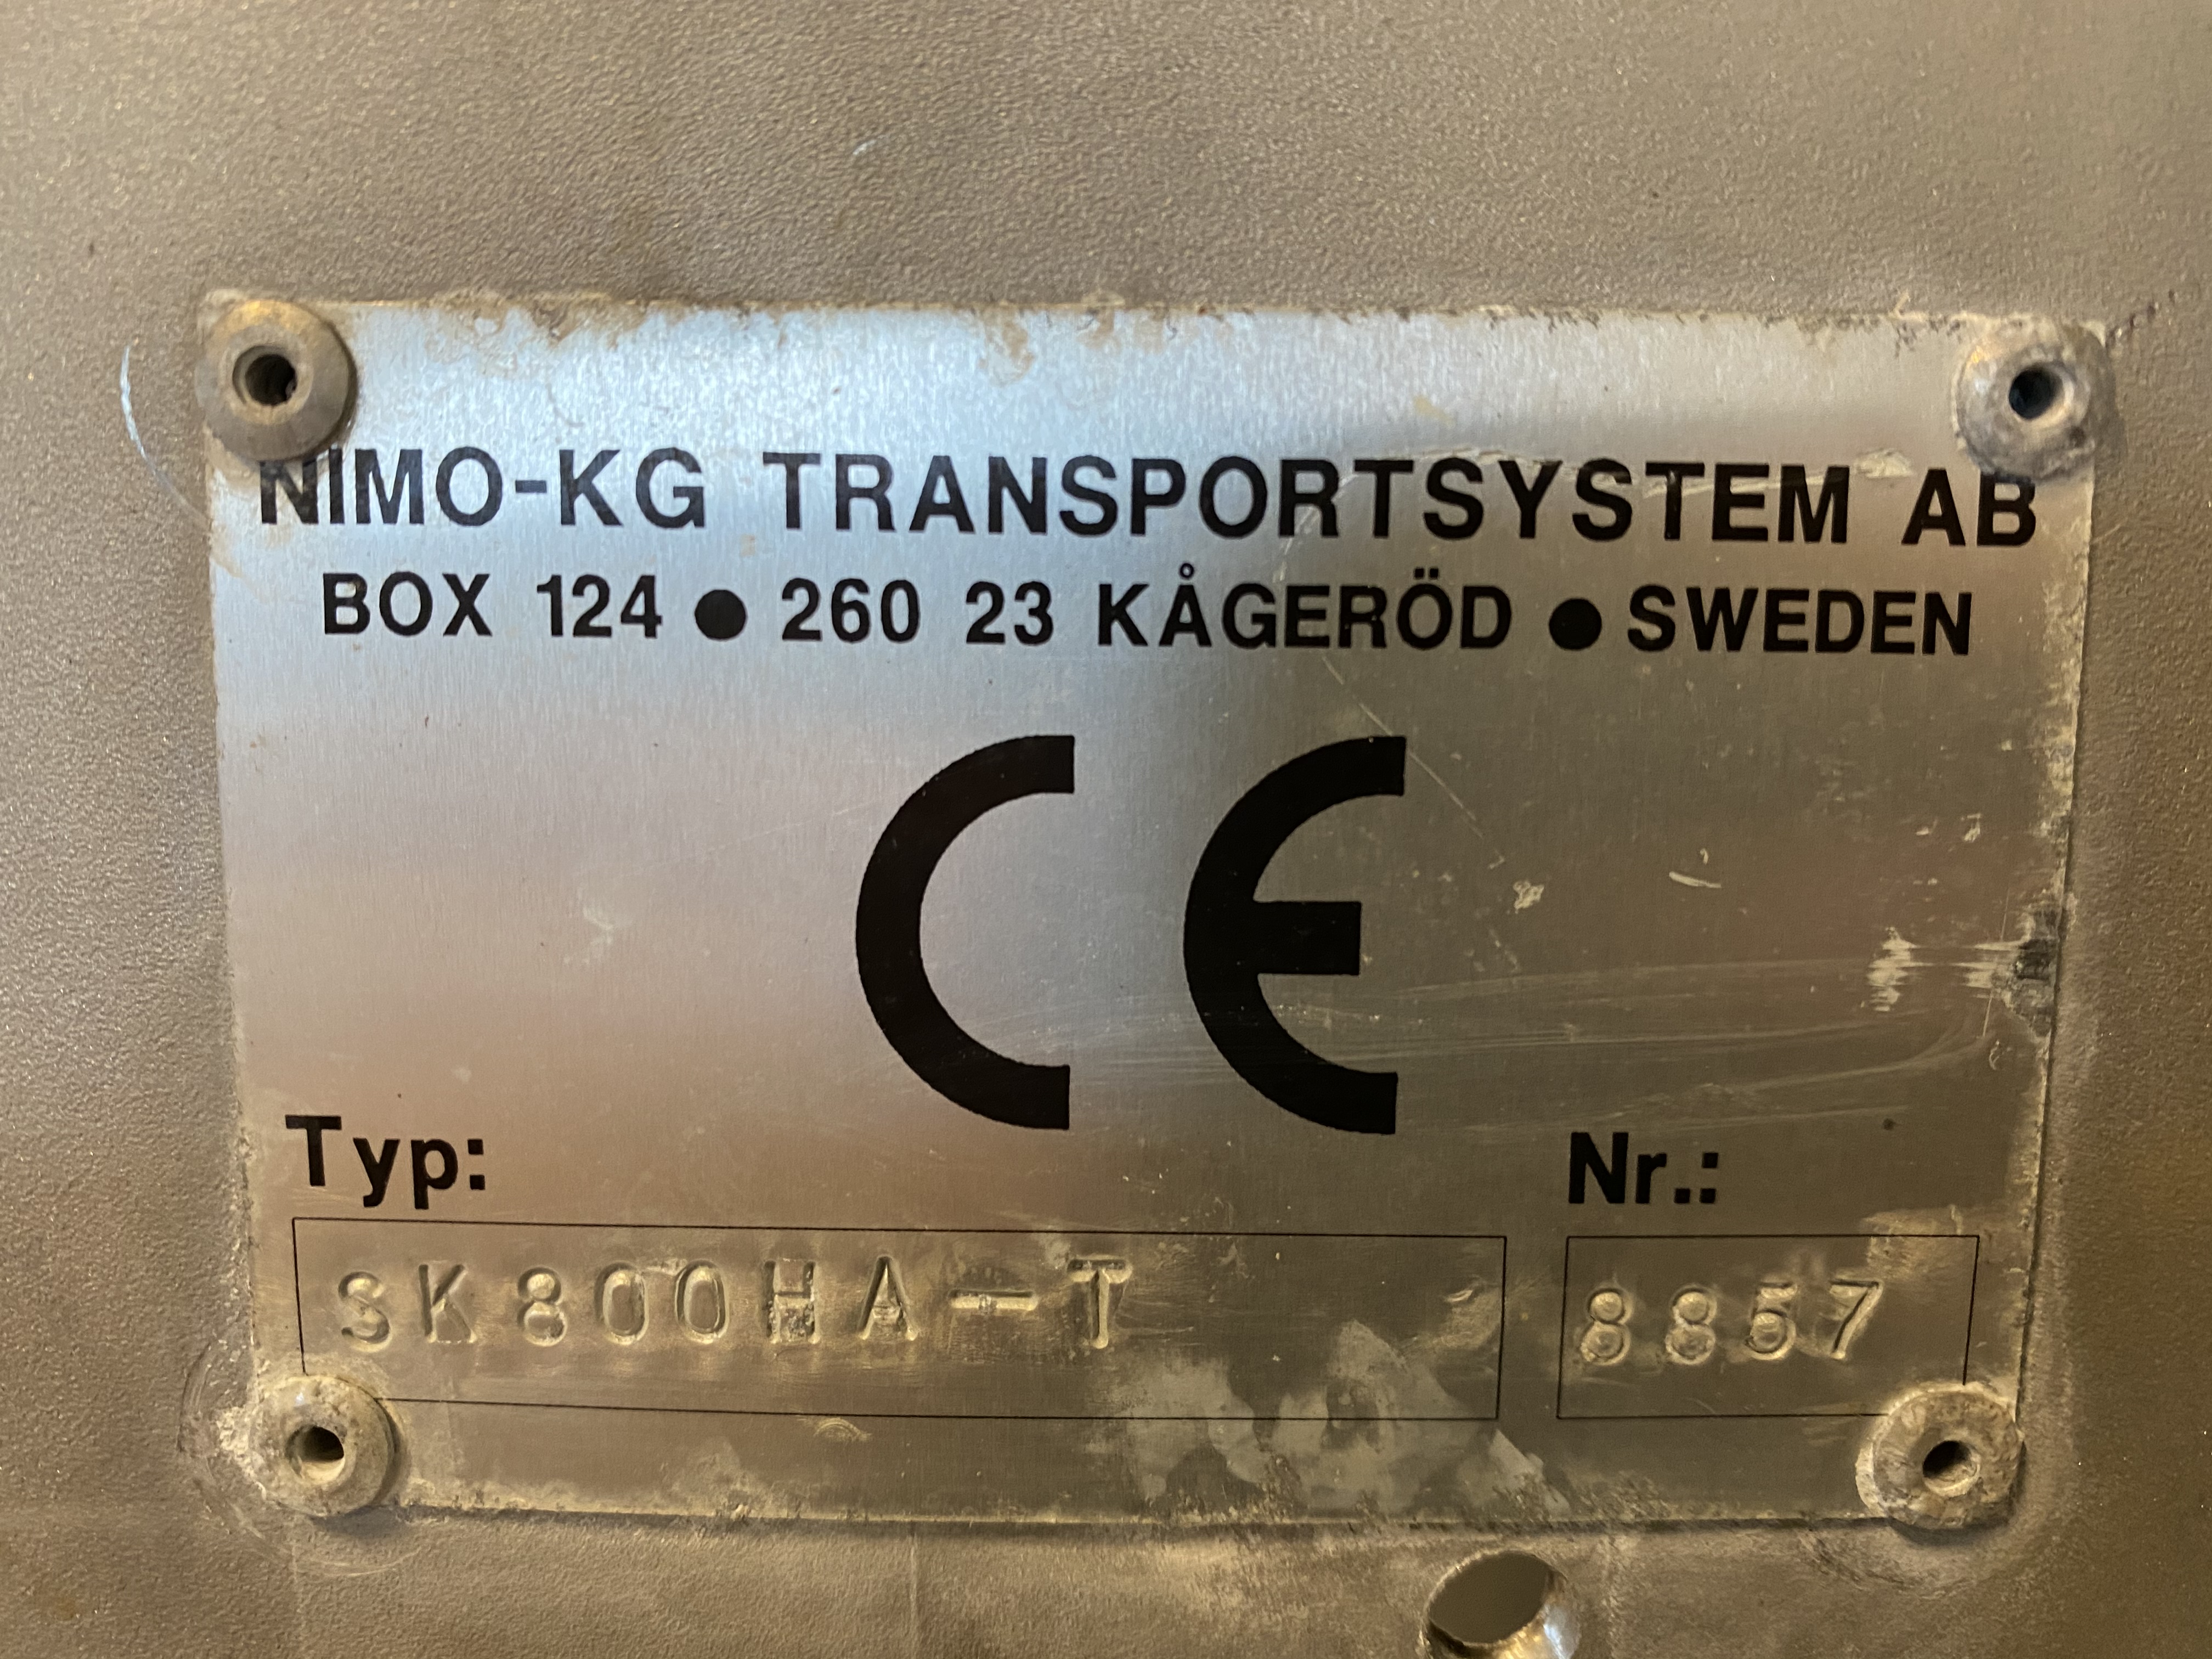 NIMO-KG TRANSPORTSYSTEM AB
BOX 124 ● 260 23 KÅGERÖD ● SWEDEN
CE
Typ: Nr.:
SK800HA-T 8857